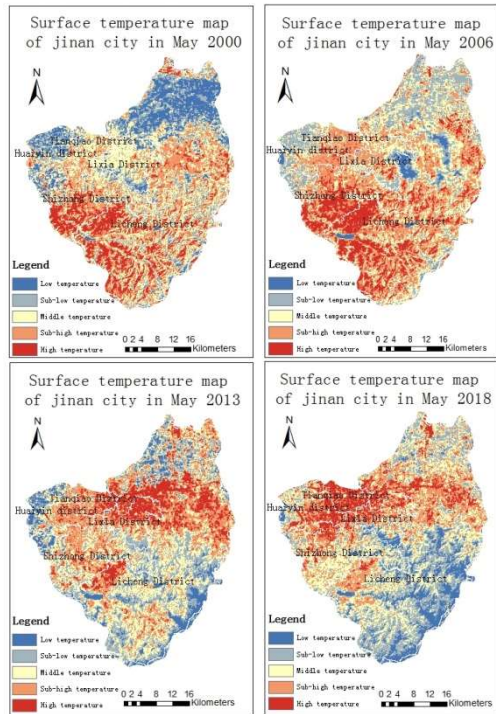 Surface temperature map
of jinan city in May 2000
N
Tianqiao District
Huaiyin district
Lixia District
Shizhong District
Licheng District
Legend
Low temperature
Sub-low temperature
Middle temperature
Sub-high temperature
High temperature
0 2 4 8 12 16
Kilometers
Surface temperature map
of jinan city in May 2006
N
Tianqiao District
Huaiyin district
Lixia District
Shizhong District
Licheng District
Legend
Low temperature
Sub-low temperature
Middle temperature
Sub-high temperature
High temperature
0 2 4 8 12 16
Kilometers
Surface temperature map
of jinan city in May 2013
N
Tianqiao District
Huaiyin district
Lixia District
Shizhong District
Licheng District
Legend
Low temperature
Sub-low temperature
Middle temperature
Sub-high temperature
High temperature
0 2 4 8 12 16
Kilometers
Surface temperature map
of jinan city in May 2018
N
Tianqiao District
Huaiyin district
Lixia District
Shizhong District
Licheng District
Legend
Low temperature
Sub-low temperature
Middle temperature
Sub-high temperature
High temperature
0 2 4 8 12 16
Kilometers